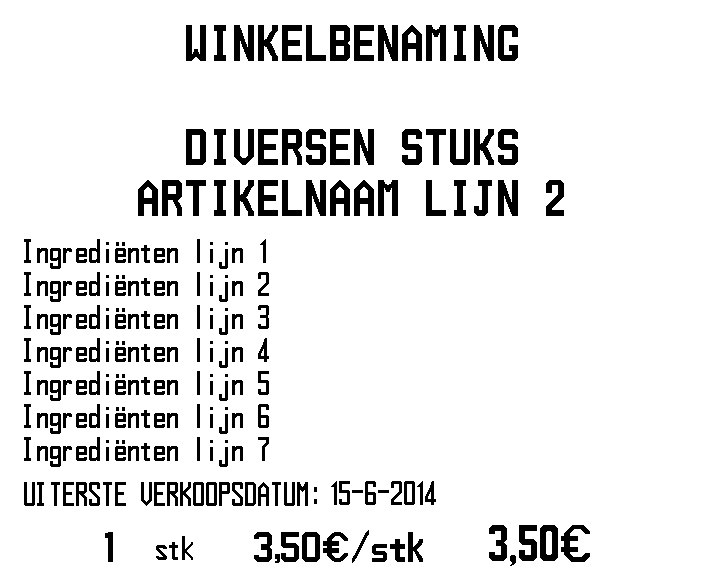 WINKELBENAMING
DIVERSEN STUKS
ARTIKELNAAM LIJN 2
Ingrediënten lijn 1
Ingrediënten lijn 2
Ingrediënten lijn 3
Ingrediënten lijn 4
Ingrediënten lijn 5
Ingrediënten lijn 6
Ingrediënten lijn 7
UITERSTE VERKOOPSDATUM: 15-6-2014
1 stk 3,50€/stk 3,50€